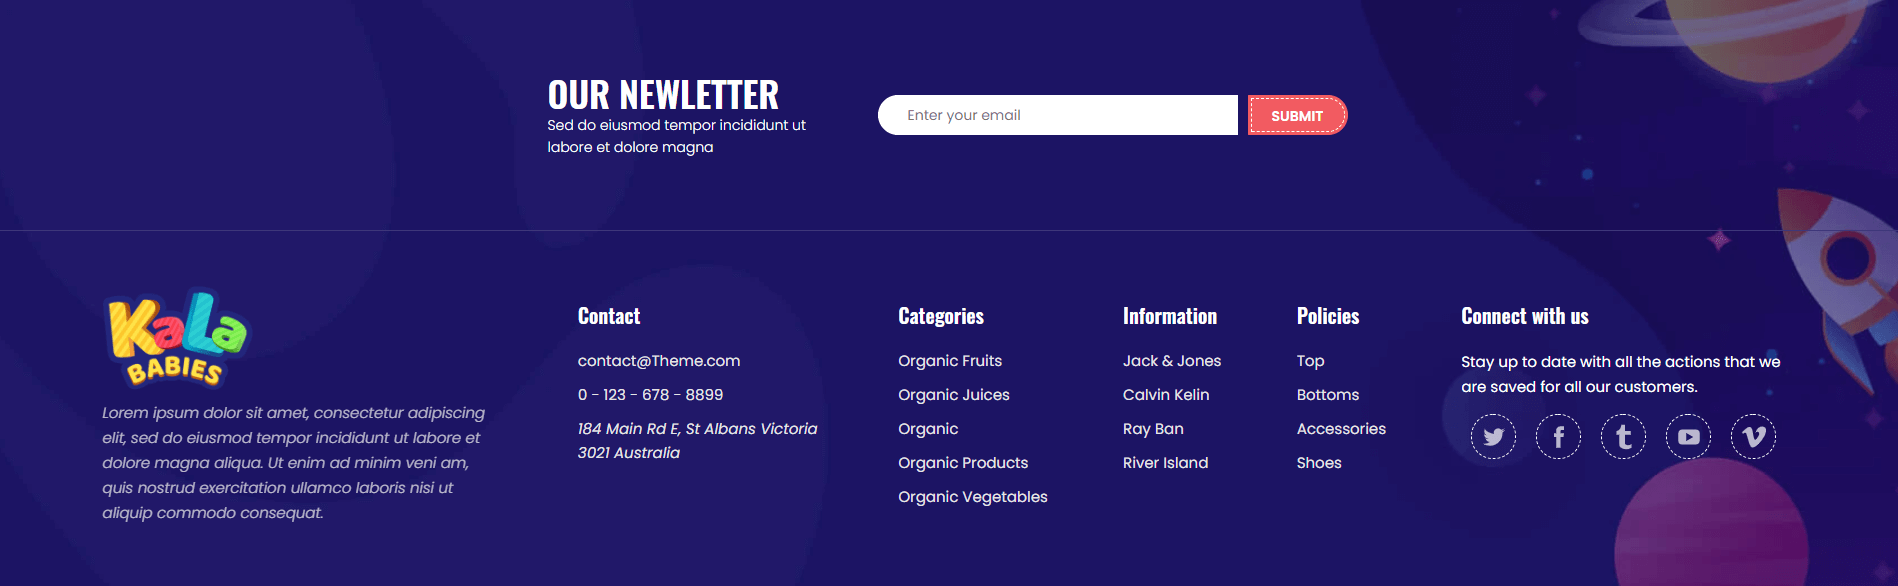 OUR NEWLETTER
Sed do eiusmod tempor incididunt ut
labore et dolore magna
Enter your email
SUBMIT
KaLa
BABIES
Lorem ipsum dolor sit amet, consectetur adipiscing
elit, sed do eiusmod tempor incididunt ut labore et
dolore magna aliqua. Ut enim ad minim veni am,
quis nostrud exercitation ullamco laboris nisi ut
aliquip commodo consequat.
Contact
contact@Theme.com
0 - 123 - 678 - 8899
184 Main Rd E, St Albans Victoria
3021 Australia
Categories
Organic Fruits
Organic Juices
Organic
Organic Products
Organic Vegetables
Information
Jack & Jones
Calvin Kelin
Ray Ban
River Island
Policies
Top
Bottoms
Accessories
Shoes
Connect with us
Stay up to date with all the actions that we
are saved for all our customers.